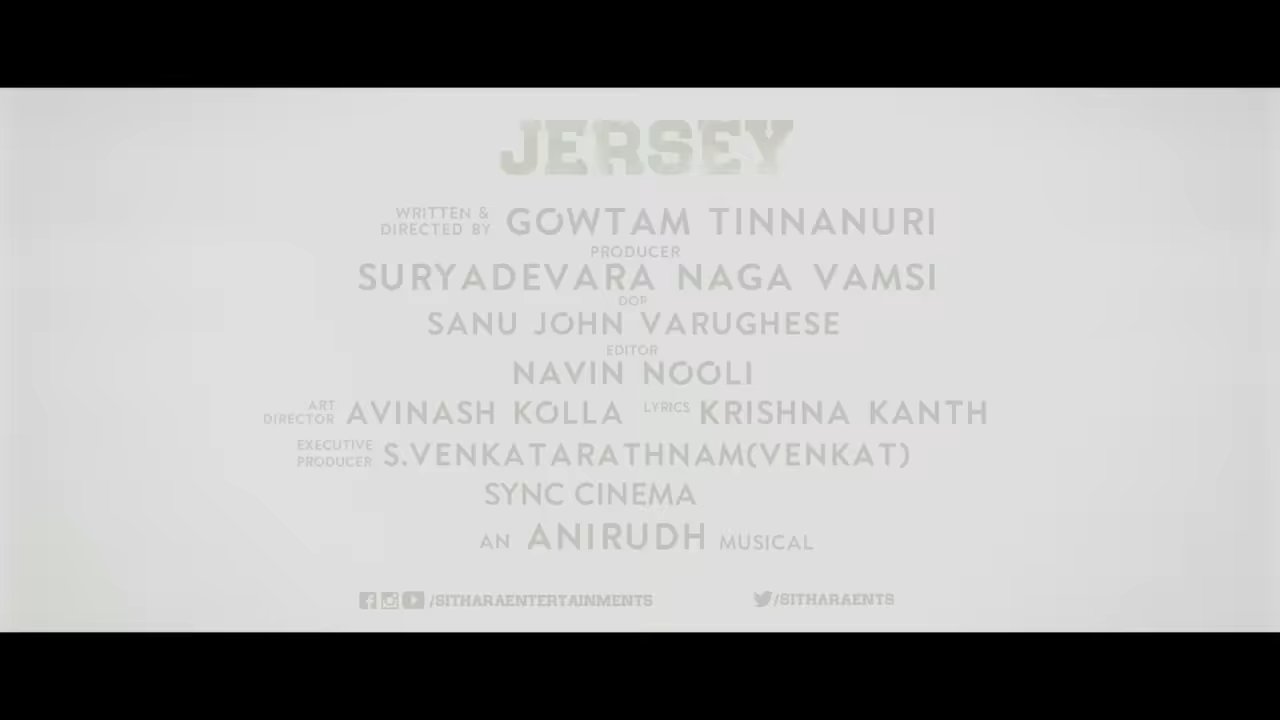 JERSEY
WRITTEN & DIRECTED BY GOWTAM TINNANURI
PRODUCER
SURYADEVARA NAGA VAMSI
DOP
SANU JOHN VARUGHESE
EDITOR
NAVIN NOOLI
ART DIRECTOR AVINASH KOLLA LYRICS KRISHNA KANTH
EXECUTIVE PRODUCER S.VENKATARATHNAM(VENKAT)
SYNC CINEMA
AN ANIRUDH MUSICAL
/SITHARAENTERTAINMENTS /SITHARAENTS